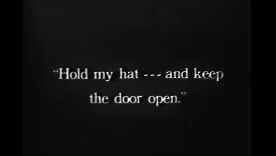 "Hold my hat --- and keep
the door open."